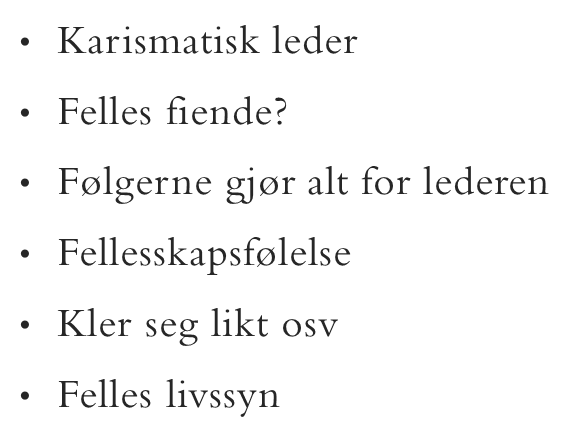 • Karismatisk leder
• Felles fiende?
• Følgerne gjør alt for lederen
• Fellesskapsfølelse
• Kler seg likt osv
• Felles livssyn